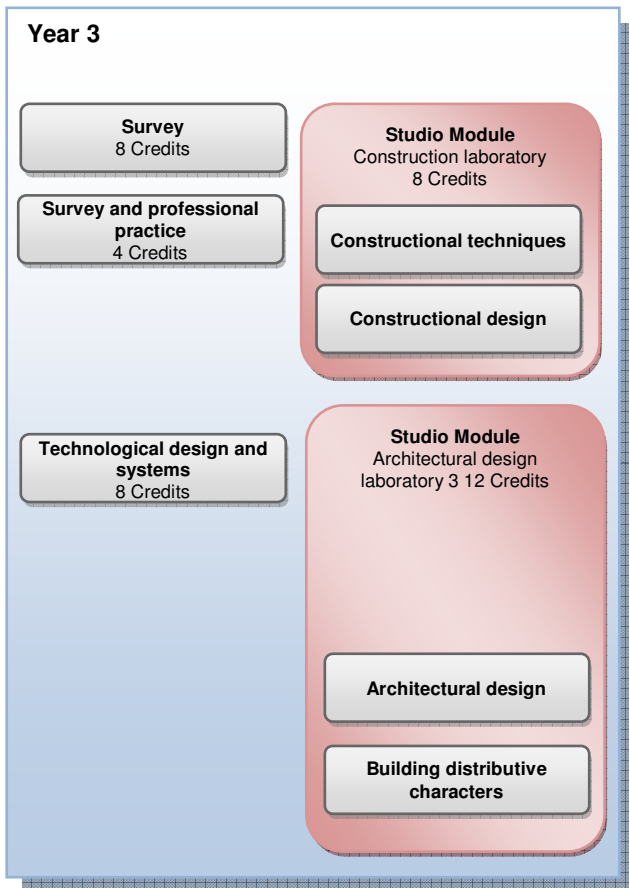 Year 3
Survey
8 Credits
Survey and professional
practice
4 Credits
Studio Module
Construction laboratory
8 Credits
Constructional techniques
Constructional design
Technological design and
systems
8 Credits
Studio Module
Architectural design
laboratory 3 12 Credits
Architectural design
Building distributive
characters